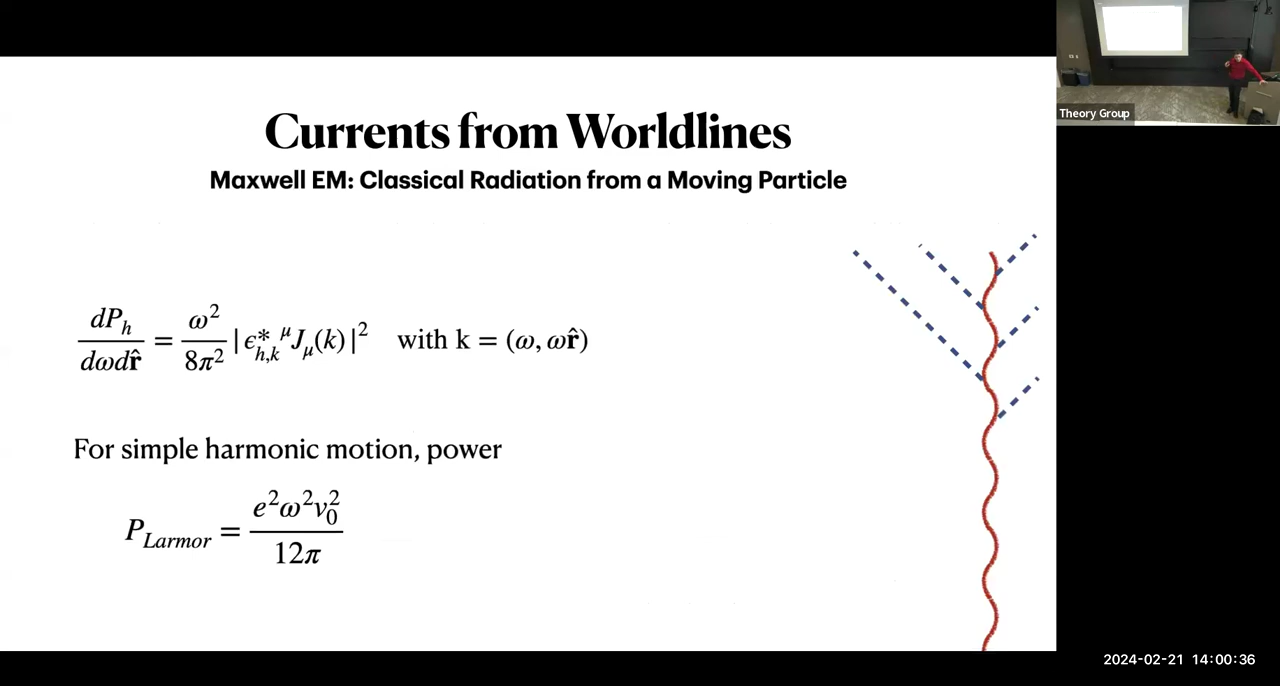 Currents from Worldlines
Maxwell EM: Classical Radiation from a Moving Particle
dP_h / dωdr̂ = ω² / 8π² | ϵ*_{h,k}^μ J_μ(k) |² with k = (ω, ωr̂)
For simple harmonic motion, power
P_Larmor = e²ω²v₀² / 12π
Theory Group
2024-02-21 14:00:36